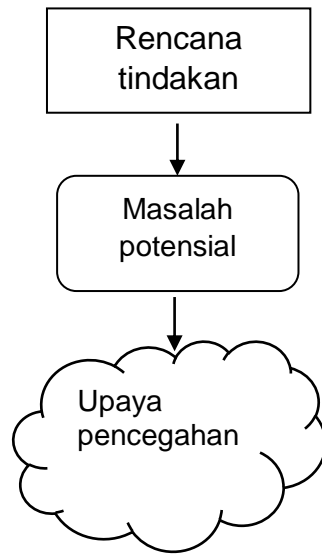 Rencana
tindakan
Masalah
potensial
Upaya
pencegahan